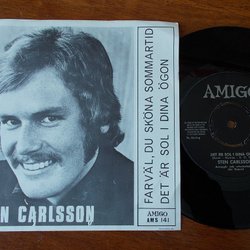 FARVÄL, DU SKÖNA SOMMARTID
DET ÄR SOL I DINA ÖGON
N CARLSSON
AMIGO
AMS 141
AMIGO
DET ÄR SOL I DINA ÖGON
STEN CARLSSON